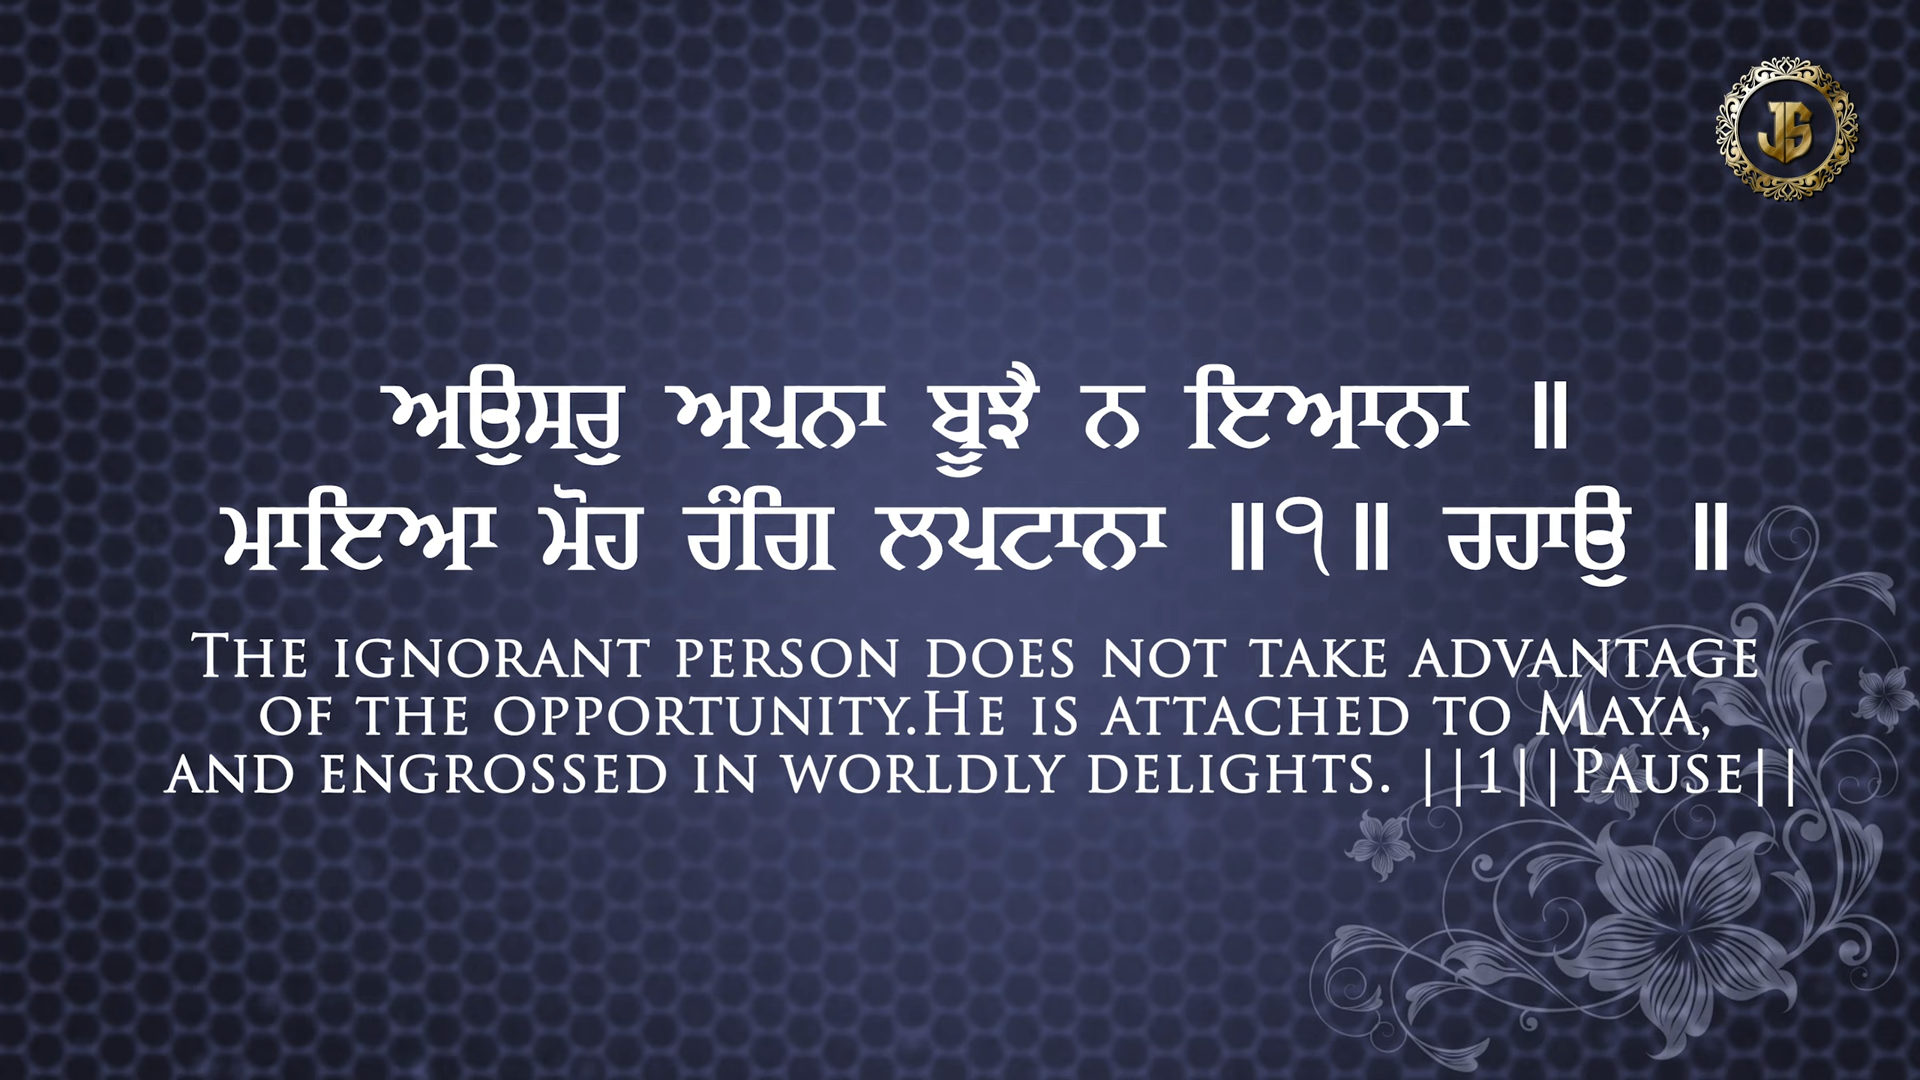 JS
ਅਉਸਰੁ ਅਪਨਾ ਬੂਝੈ ਨ ਇਆਨਾ ॥
ਮਾਇਆ ਮੋਹ ਰੰਗਿ ਲਪਟਾਨਾ ॥੧॥ ਰਹਾਉ ॥
The ignorant person does not take advantage
of the opportunity.He is attached to Maya,
and engrossed in worldly delights. ||1||Pause||